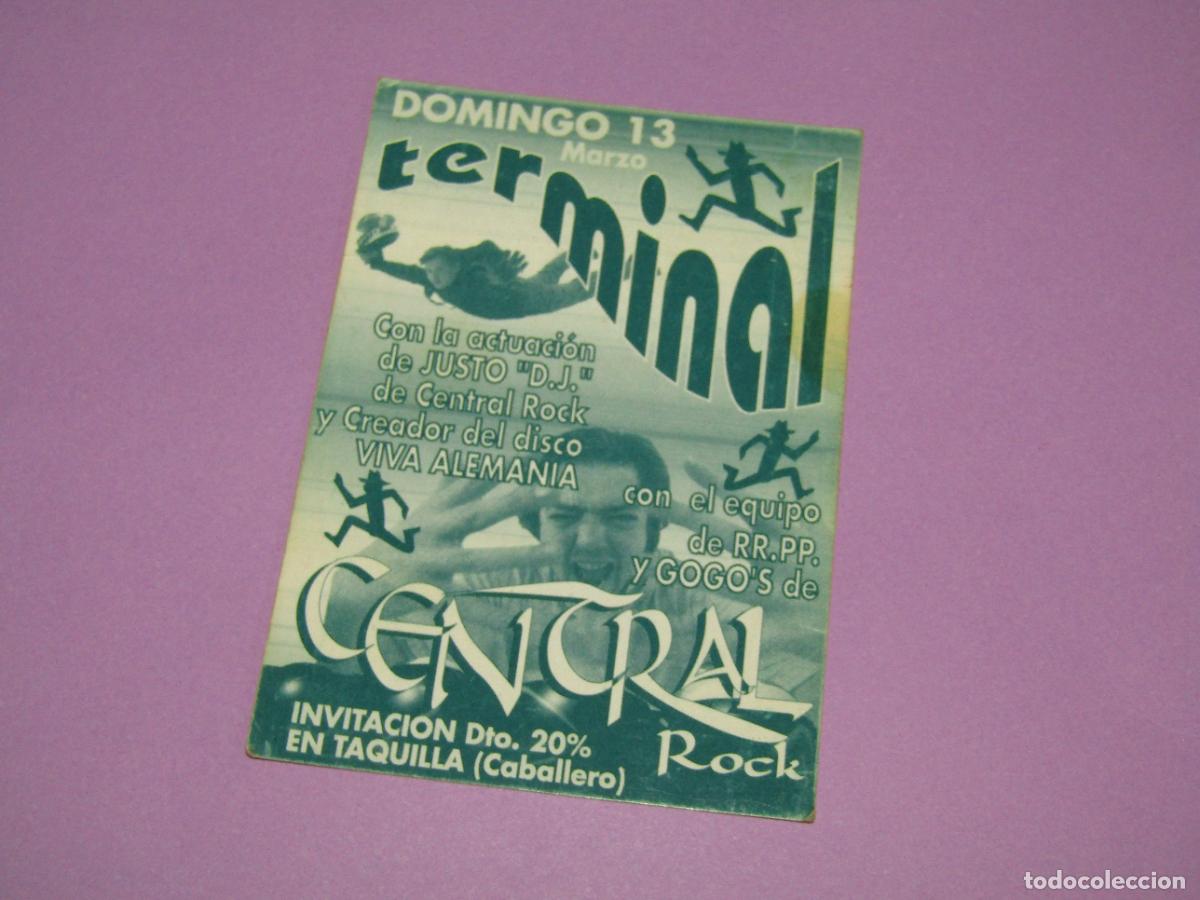 DOMINGO 13
Marzo
terminal
Con la actuación
de JUSTO "D.J."
de Central Rock
y Creador del disco
VIVA ALEMANIA
con el equipo
de RR.PP.
y GOGO'S de
CENTRAL
Rock
INVITACION Dto. 20%
EN TAQUILLA (Caballero)
todocoleccion